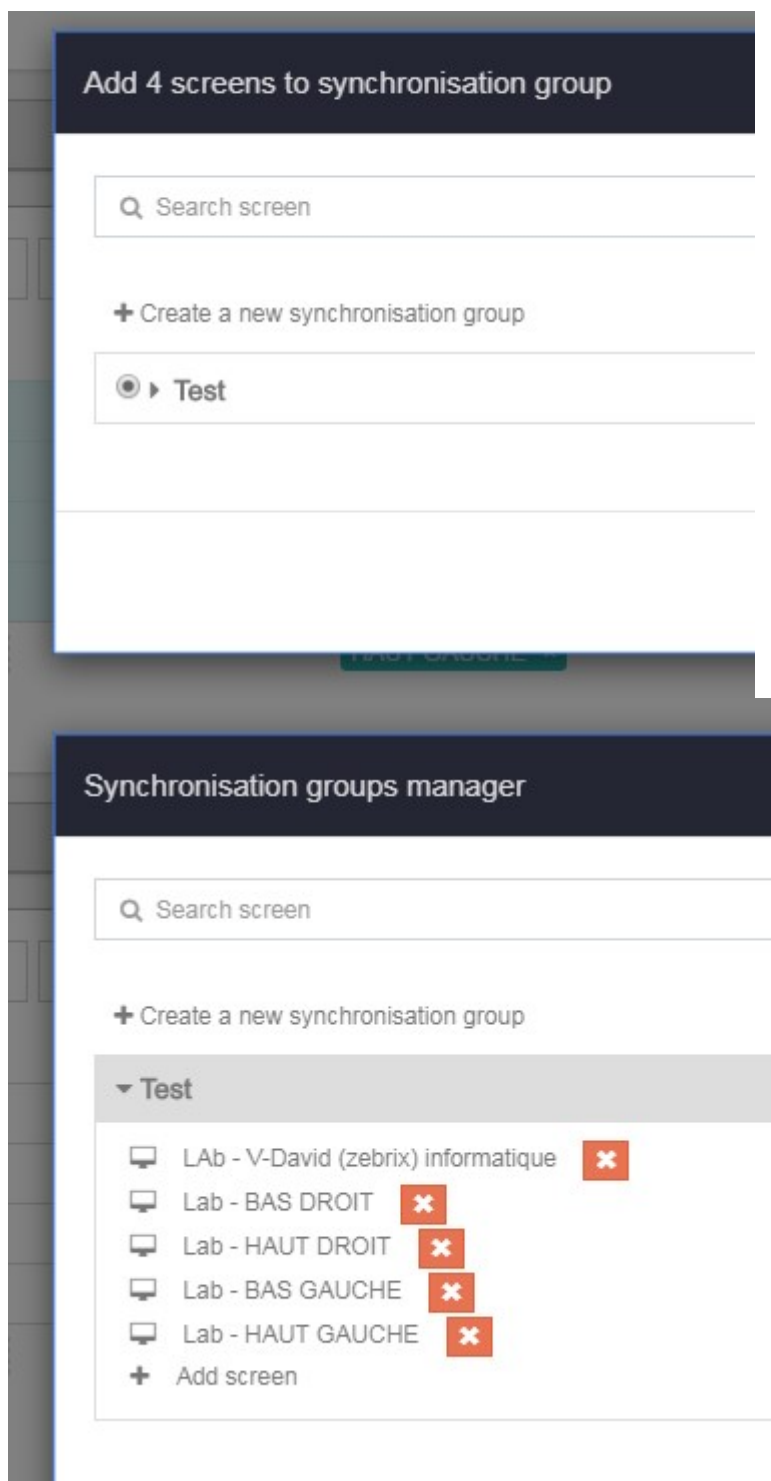 Add 4 screens to synchronisation group
Search screen
Create a new synchronisation group
Test
HAUT GAUCHE
Synchronisation groups manager
Search screen
Create a new synchronisation group
Test
LAb - V-David (zebrix) informatique
Lab - BAS DROIT
Lab - HAUT DROIT
Lab - BAS GAUCHE
Lab - HAUT GAUCHE
Add screen